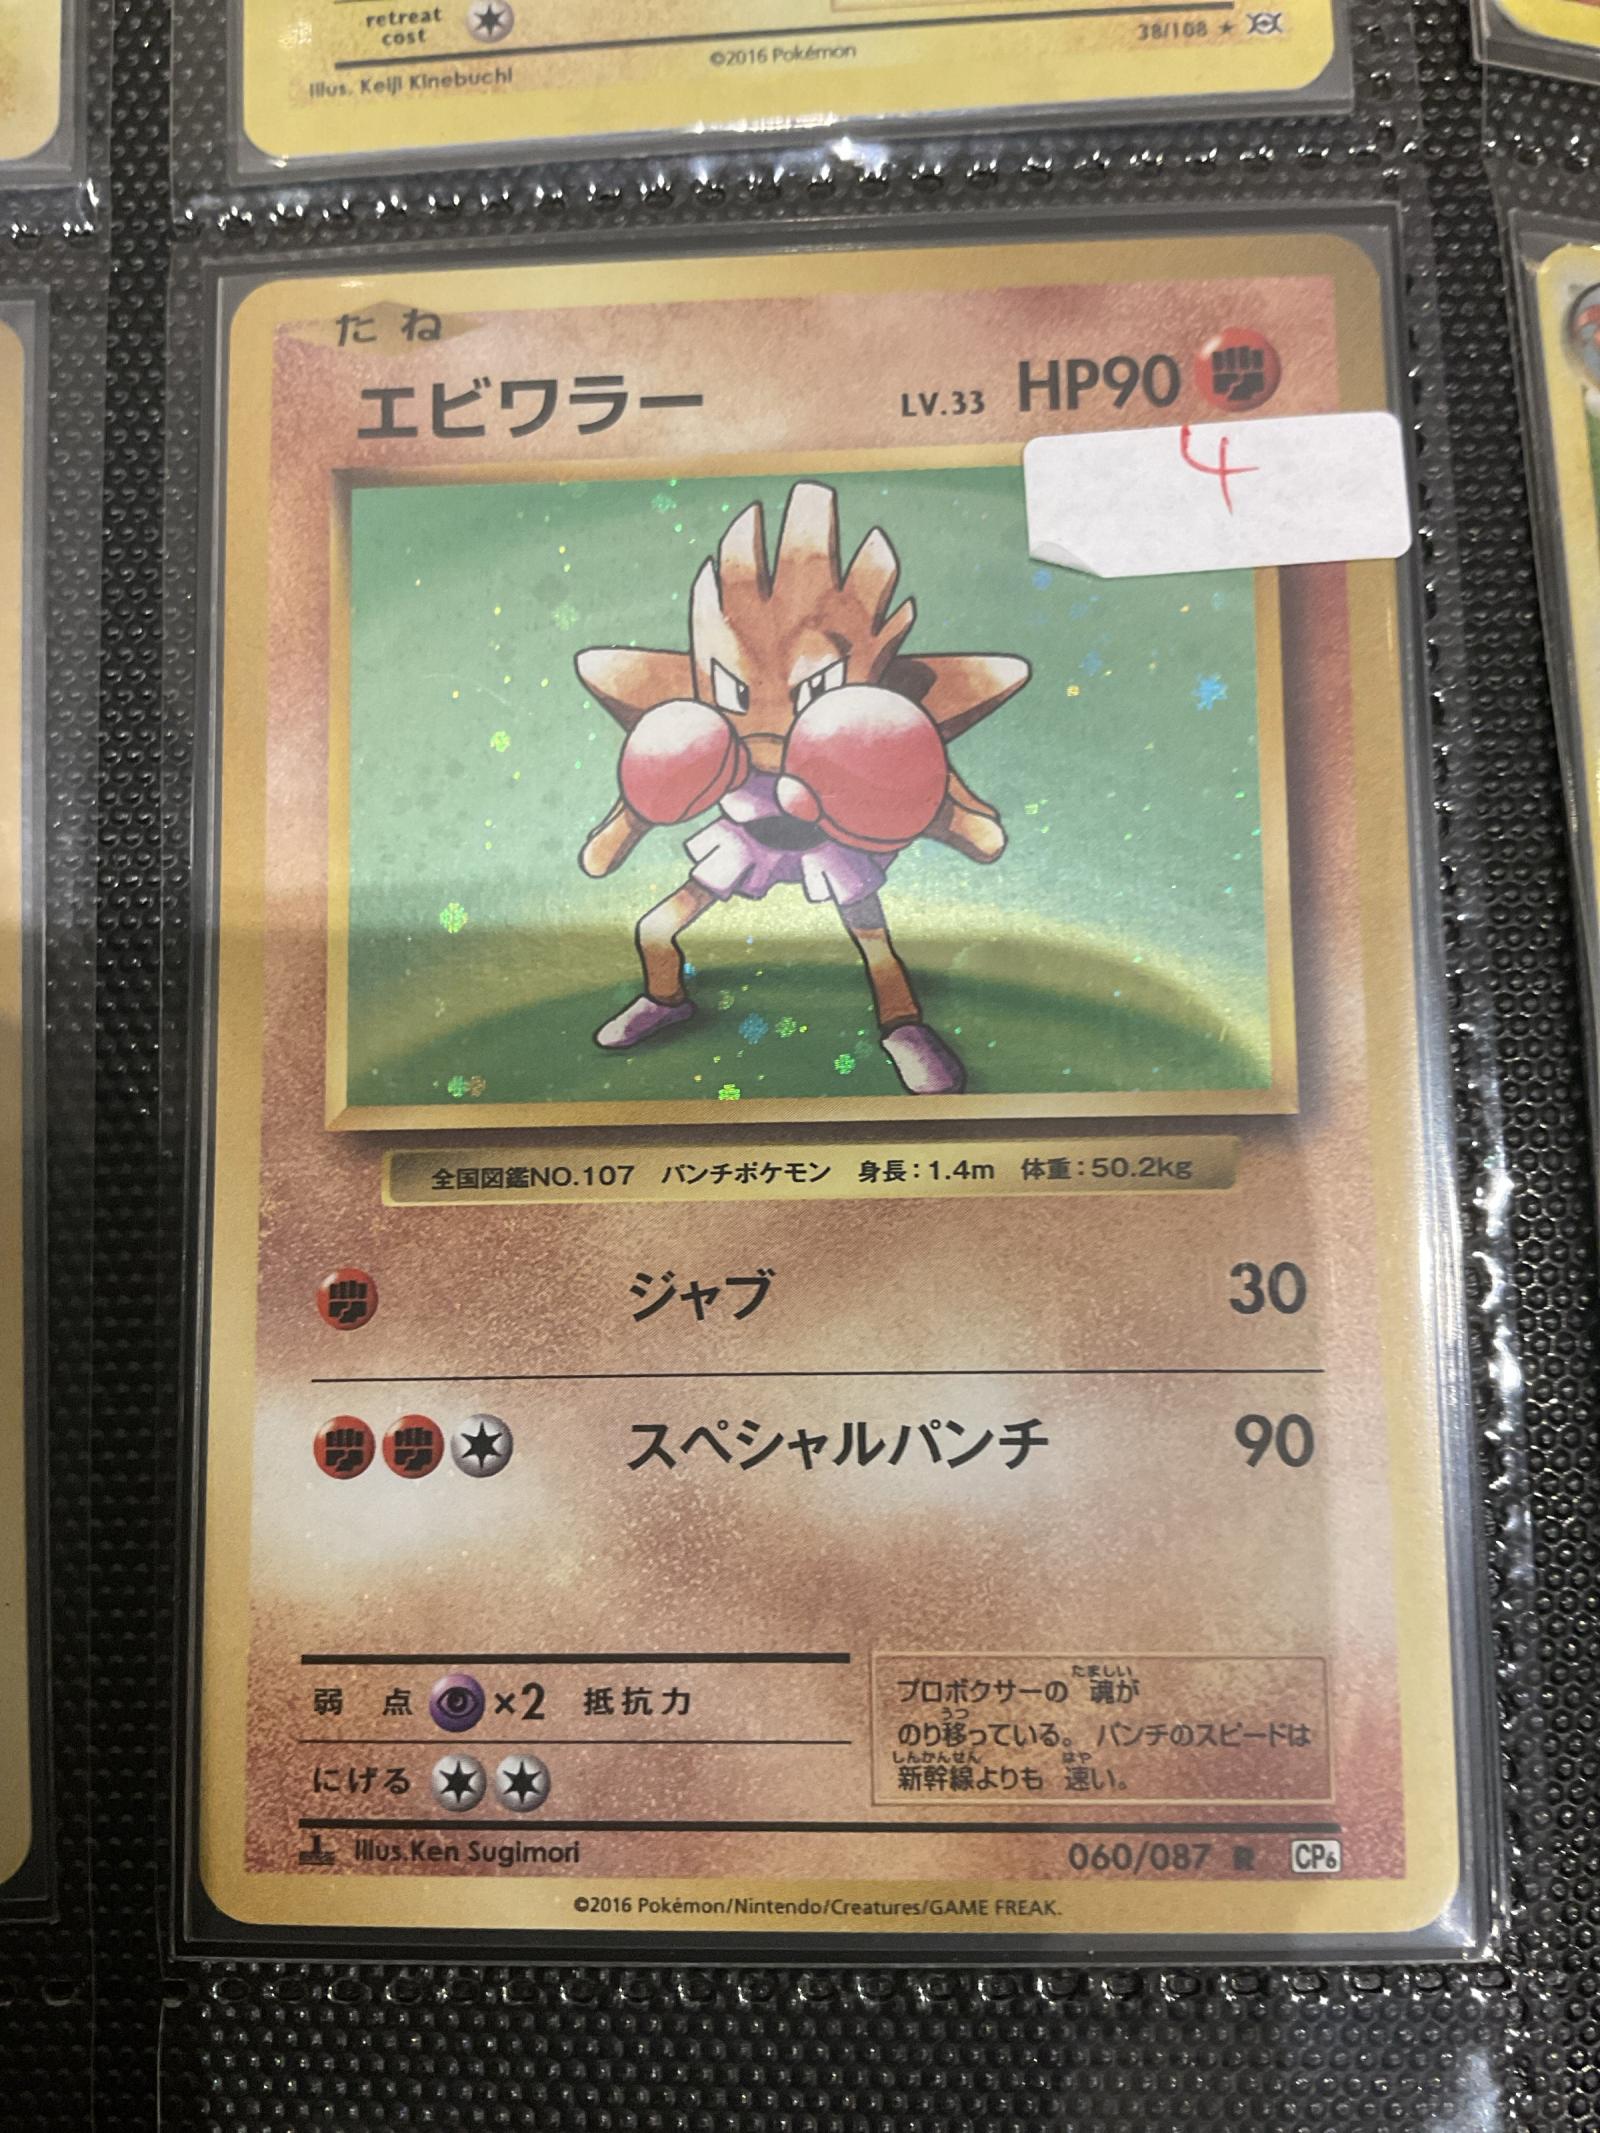 retreat
cost
38/108
©2016 Pokémon
Illus. Keiji Kinebuchi
たね
エビワラー LV.33 HP90
4
全国図鑑NO.107 パンチポケモン 身長：1.4m 体重：50.2kg
ジャブ 30
スペシャルパンチ 90
弱点 ×2 抵抗力
にげる
たましい
プロボクサーの 魂が
うつ
のり移っている。 パンチのスピードは
しんかんせん はや
新幹線よりも 速い。
Illus.Ken Sugimori 060/087 R CP6
©2016 Pokémon/Nintendo/Creatures/GAME FREAK.